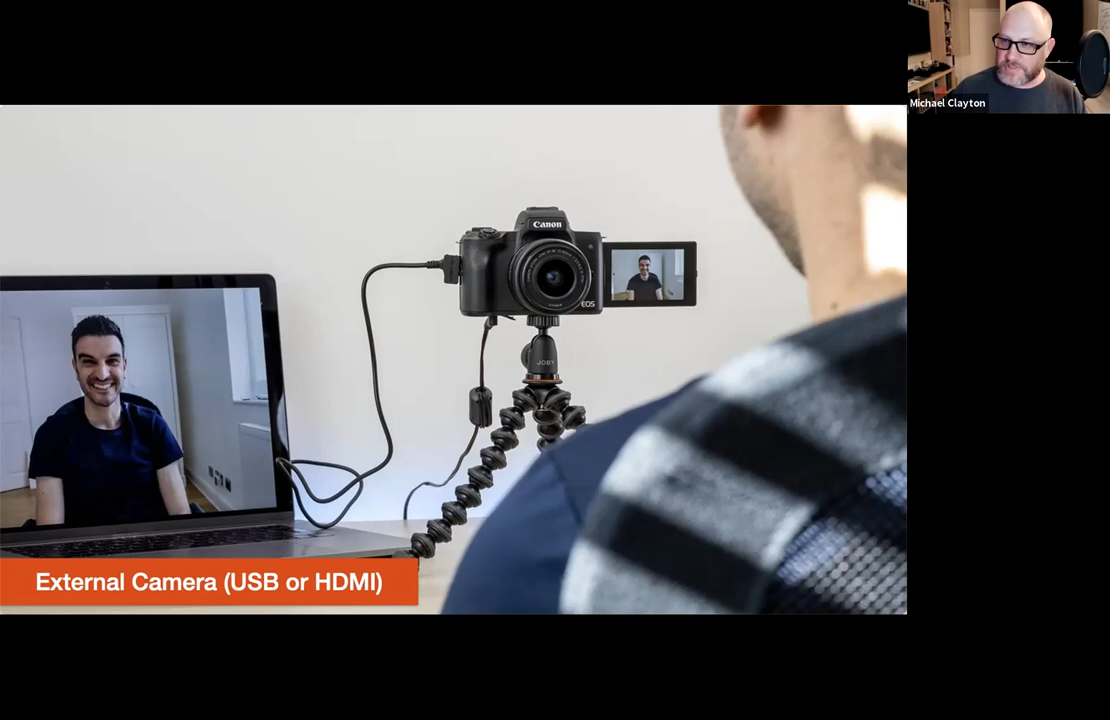 Michael Clayton
Canon
EOS
JOBY
External Camera (USB or HDMI)